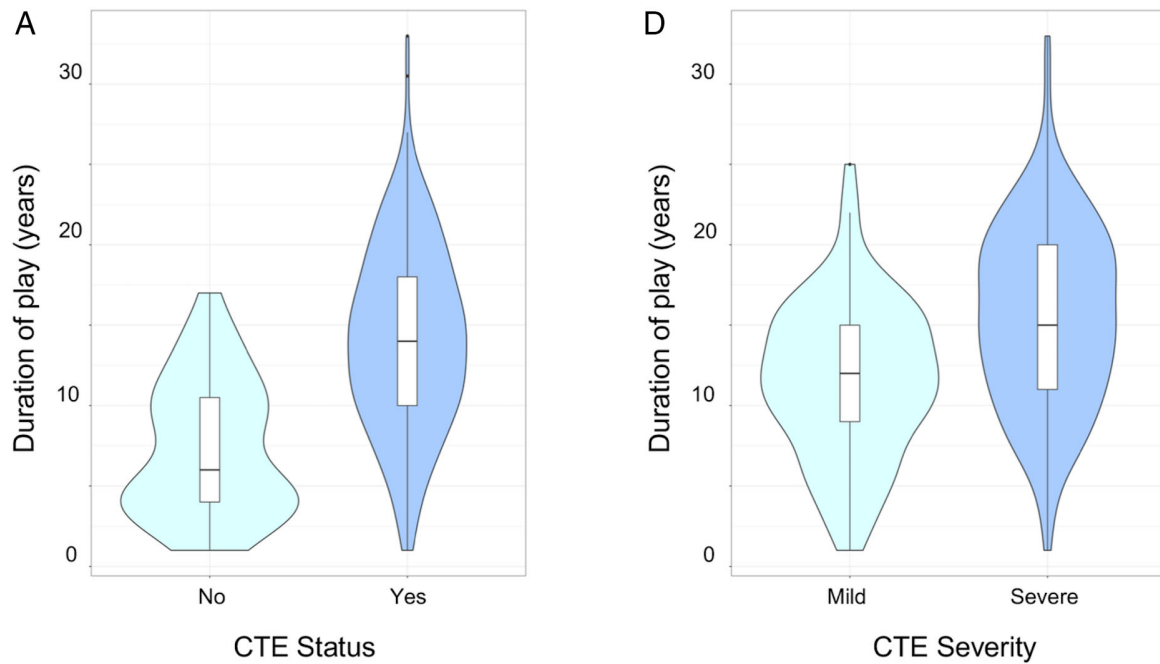 A
Duration of play (years)
30
20
10
0
No Yes
CTE Status
D
Duration of play (years)
30
20
10
0
Mild Severe
CTE Severity